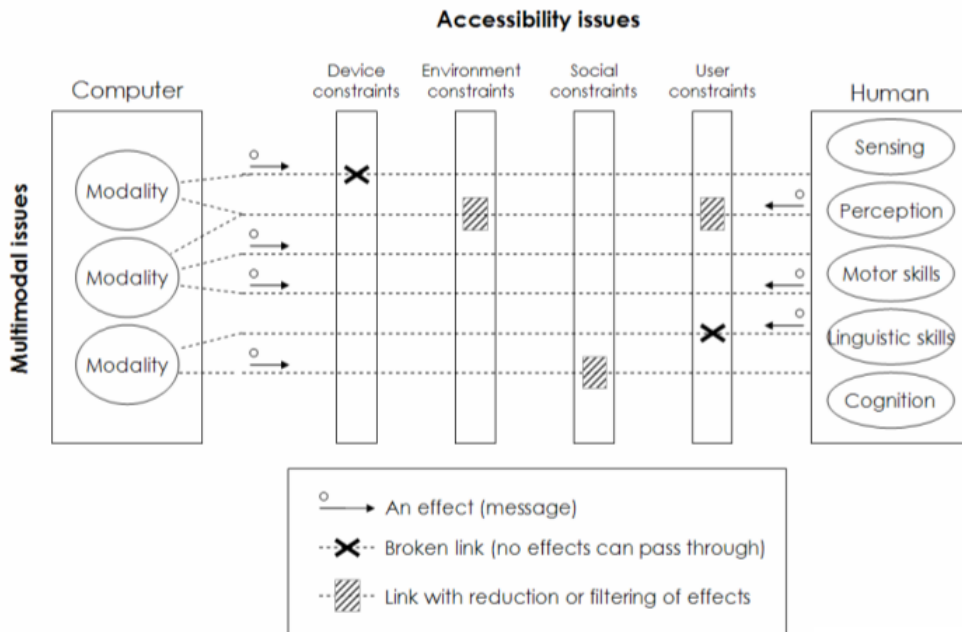 Accessibility issues
Device constraints
Environment constraints
Social constraints
User constraints
Computer
Human
Multimodal issues
Modality
Modality
Modality
Sensing
Perception
Motor skills
Linguistic skills
Cognition
An effect (message)
Broken link (no effects can pass through)
Link with reduction or filtering of effects